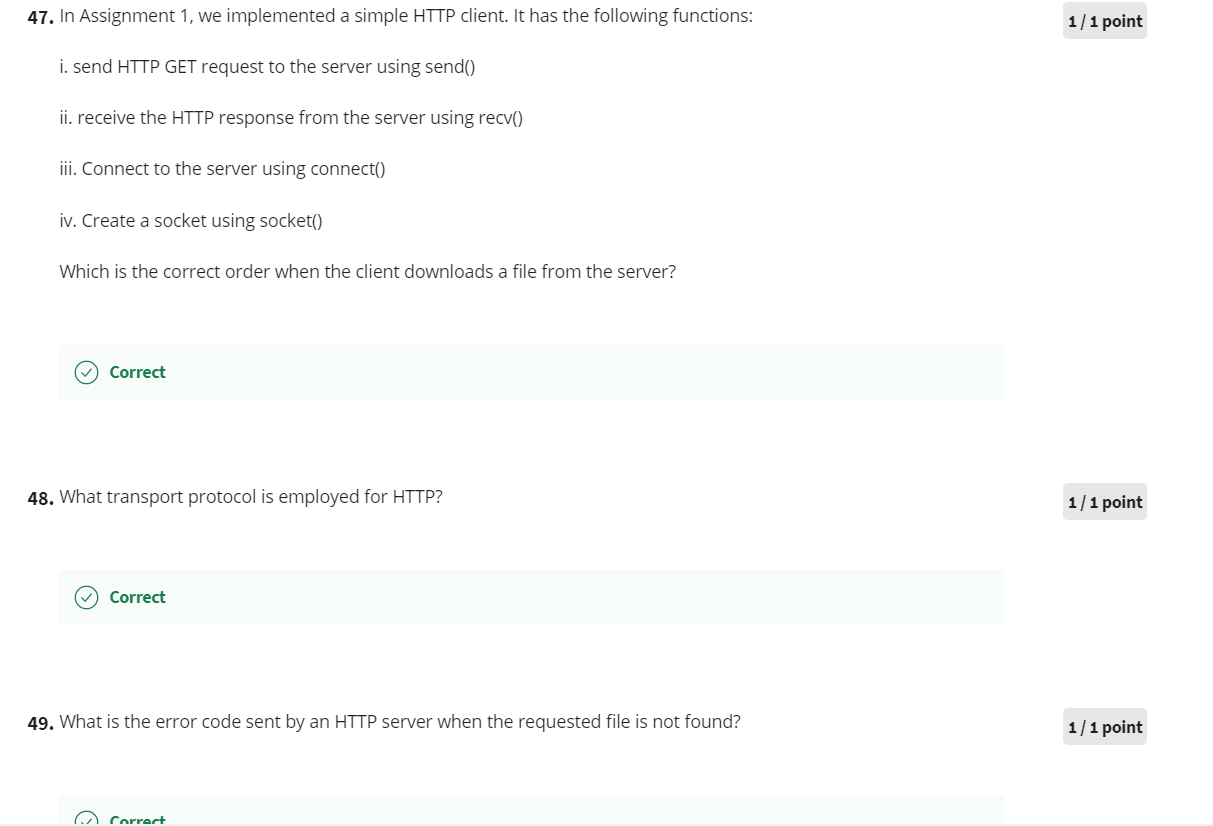 47. In Assignment 1, we implemented a simple HTTP client. It has the following functions:
1 / 1 point
i. send HTTP GET request to the server using send()
ii. receive the HTTP response from the server using recv()
iii. Connect to the server using connect()
iv. Create a socket using socket()
Which is the correct order when the client downloads a file from the server?
Correct
48. What transport protocol is employed for HTTP?
1 / 1 point
Correct
49. What is the error code sent by an HTTP server when the requested file is not found?
1 / 1 point
Correct